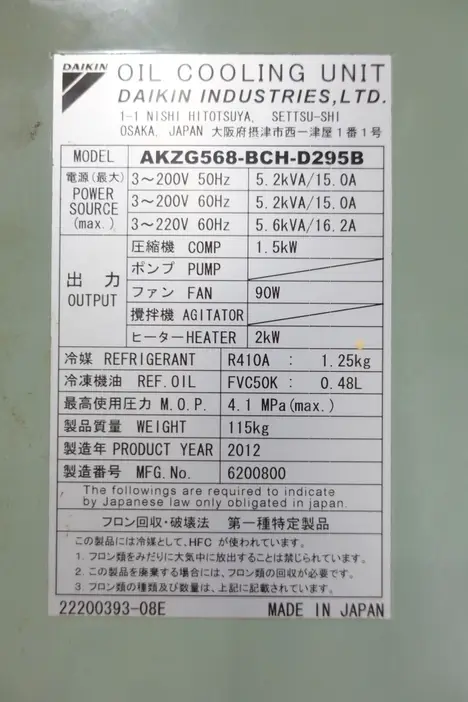 DAIKIN
OIL COOLING UNIT
DAIKIN INDUSTRIES,LTD.
1-1 NISHI HITOTSUYA, SETTSU-SHI
OSAKA, JAPAN 大阪府摂津市西一津屋1番1号
MODEL AKZG568-BCH-D295B
電源(最大) POWER SOURCE (max.)
3~200V 50Hz 5.2kVA/15.0A
3~200V 60Hz 5.2kVA/15.0A
3~220V 60Hz 5.6kVA/16.2A
出力 OUTPUT
圧縮機 COMP 1.5kW
ポンプ PUMP
ファン FAN 90W
攪拌機 AGITATOR
ヒーター HEATER 2kW
冷媒 REFRIGERANT R410A : 1.25kg
冷凍機油 REF.OIL FVC50K : 0.48L
最高使用圧力 M.O.P. 4.1 MPa(max.)
製品質量 WEIGHT 115kg
製造年 PRODUCT YEAR 2012
製造番号 MFG.No. 6200800
The followings are required to indicate
by Japanese law only obligated in japan.
フロン回収・破壊法 第一種特定製品
この製品には冷媒として、HFC が使われています。
1. フロン類をみだりに大気中に放出することは禁じられています。
2. この製品を廃棄する場合には、フロン類の回収が必要です。
3. フロン類の種類及び数量は、上記に記載されています。
22200393-08E MADE IN JAPAN